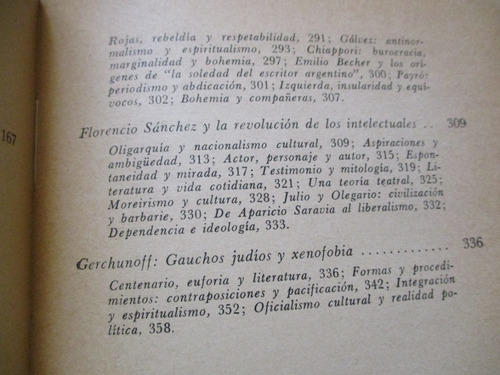 Rojas, rebeldía y respetabilidad, 291; Gálvez: antinor-
malismo y espiritualismo, 293; Chiappori: burocracia,
marginalidad y bohemia, 297; Emilio Becher y los orí-
genes de "la soledad del escritor argentino", 300; Payró:
periodismo y abdicación, 301; Izquierda, insularidad y equí-
vocos, 302; Bohemia y compañeras, 307.
167
Florencio Sánchez y la revolución de los intelectuales .. 309
Oligarquía y nacionalismo cultural, 309; Aspiraciones y
ambigüedad, 313; Actor, personaje y autor, 315; Espon-
taneidad y mirada, 317; Testimonio y mitología, 319; Li-
teratura y vida cotidiana, 321; Una teoría teatral, 325;
Moreirismo y cultura, 328; Julio y Olegario: civilización
y barbarie, 330; De Aparicio Saravia al liberalismo, 332;
Dependencia e ideología, 333.
Gerchunoff: Gauchos judíos y xenofobia ............ 336
Centenario, euforia y literatura, 336; Formas y procedi-
mientos: contraposiciones y pacificación, 342; Integración
y espiritualismo, 352; Oficialismo cultural y realidad po-
lítica, 358.